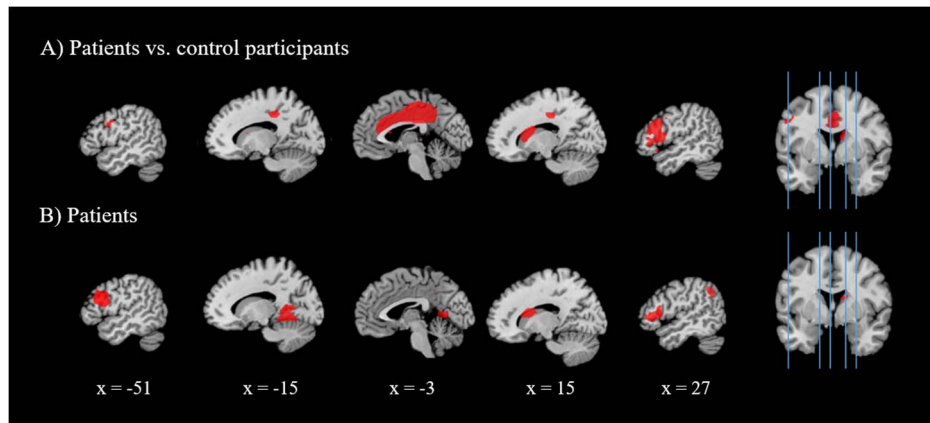 A) Patients vs. control participants
B) Patients
x = -51 x = -15 x = -3 x = 15 x = 27